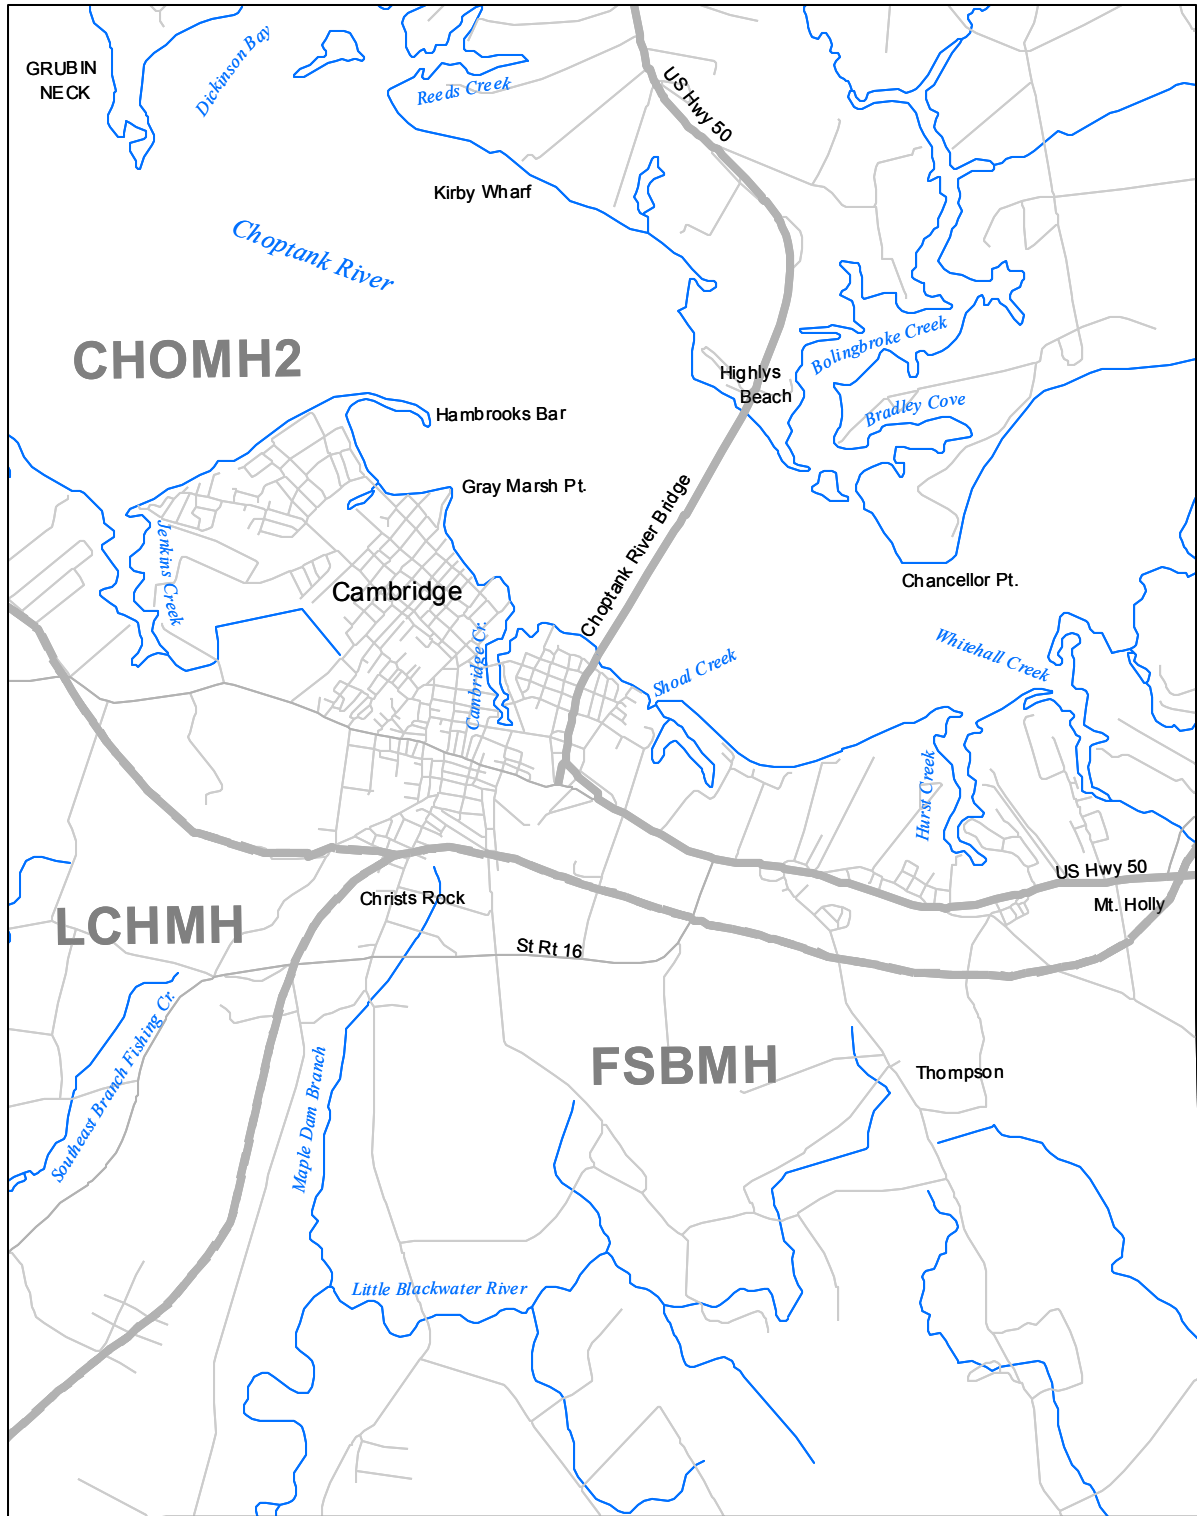 Dickinson Bay
GRUBIN
NECK
Reeds Creek
US Hwy 50
Kirby Wharf
Choptank River
CHOMH2
Bolingbroke Creek
Highlys
Beach
Bradley Cove
Hambrooks Bar
Gray Marsh Pt.
Choptank River Bridge
Jenkins Creek
Cambridge
Chancellor Pt.
Cambridge Cr.
Shoal Creek
Whitehall Creek
Hurst Creek
US Hwy 50
Mt. Holly
Christs Rock
LCHMH
St Rt 16
Southeast Branch Fishing Cr.
Maple Dam Branch
FSBMH
Thompson
Little Blackwater River